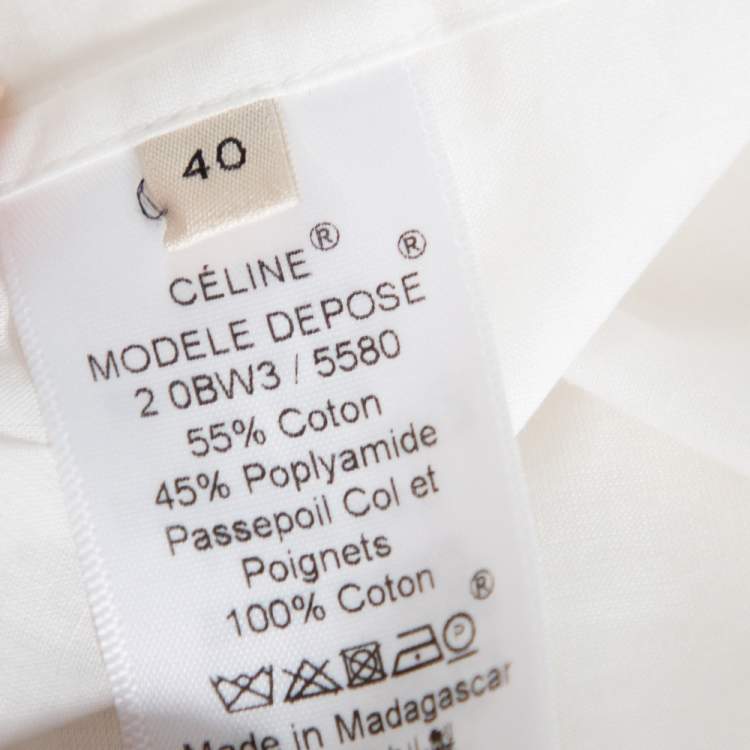 40
CÉLINE®
®
MODELE DEPOSE
2 0BW3 / 5580
55% Coton
45% Poplyamide
Passepoil Col et
Poignets
100% Coton
®
P
Made in Madagascar